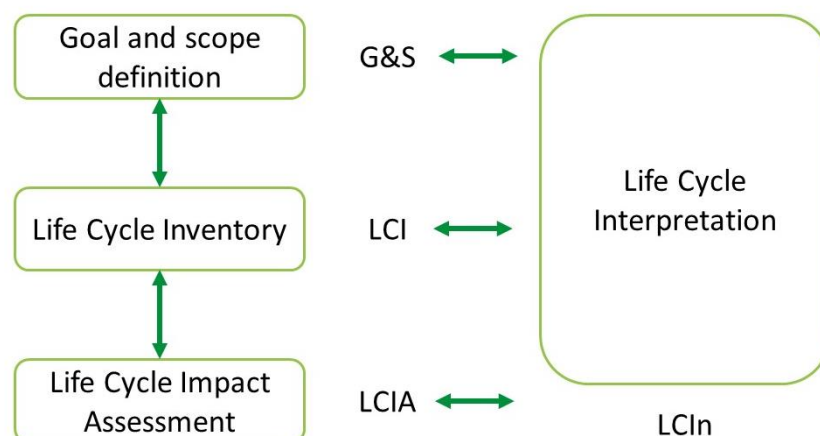 Goal and scope
definition
G&S
Life Cycle Inventory
LCI
Life Cycle
Interpretation
Life Cycle Impact
Assessment
LCIA
LCIn